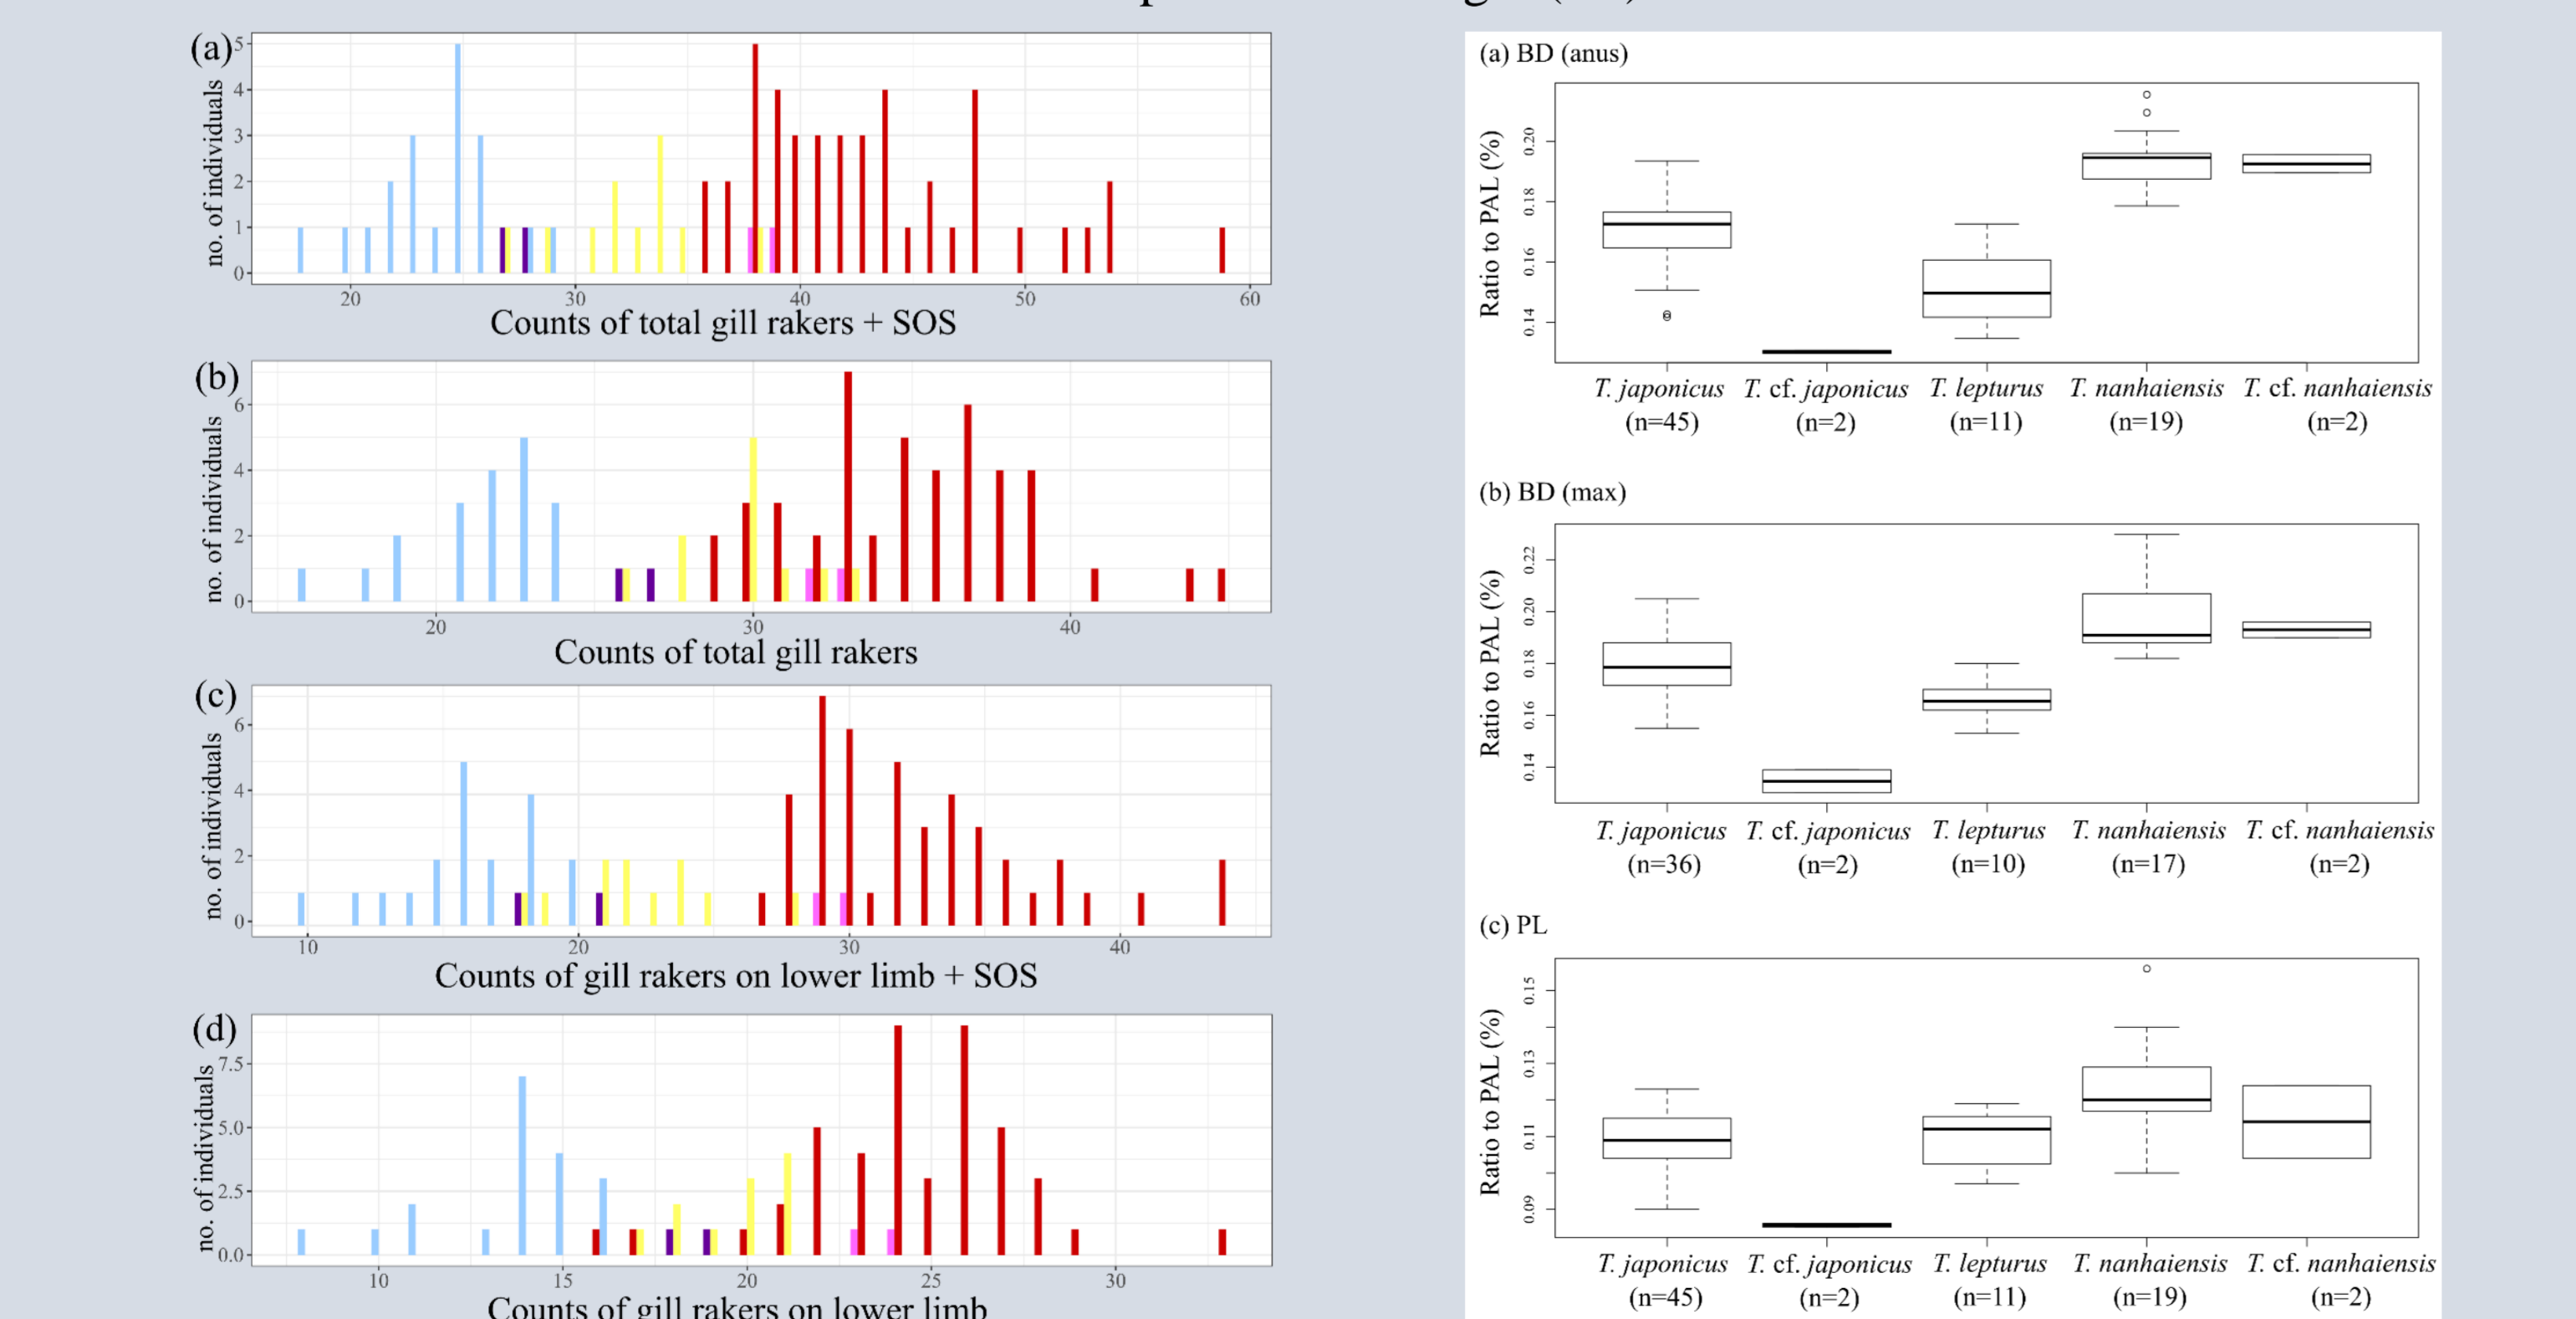 (a)
no. of individuals
5
4
3
2
1
0
20 30 40 50 60
Counts of total gill rakers + SOS
(b)
no. of individuals
6
4
2
0
20 30 40
Counts of total gill rakers
(c)
no. of individuals
6
4
2
0
10 20 30 40
Counts of gill rakers on lower limb + SOS
(d)
no. of individuals
7.5
5.0
2.5
0.0
10 15 20 25 30
Counts of gill rakers on lower limb
(a) BD (anus)
Ratio to PAL (%)
0.20
0.18
0.16
0.14
T. japonicus T. cf. japonicus T. lepturus T. nanhaiensis T. cf. nanhaiensis
(n=45) (n=2) (n=11) (n=19) (n=2)
(b) BD (max)
Ratio to PAL (%)
0.22
0.20
0.18
0.16
0.14
T. japonicus T. cf. japonicus T. lepturus T. nanhaiensis T. cf. nanhaiensis
(n=36) (n=2) (n=10) (n=17) (n=2)
(c) PL
Ratio to PAL (%)
0.15
0.13
0.11
0.09
T. japonicus T. cf. japonicus T. lepturus T. nanhaiensis T. cf. nanhaiensis
(n=45) (n=2) (n=11) (n=19) (n=2)